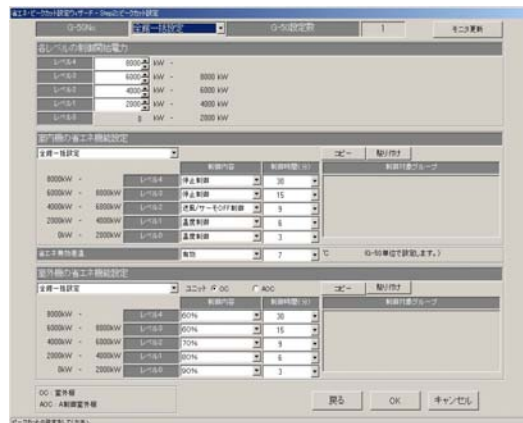 省エネ・ピークカット設定ウィザード - Step2:ピークカット設定
G-50No. 全館一括設定 G-50設定数 1 モニタ更新
各レベルの制御開始電力
レベル4 8000 kW -
レベル3 6000 kW - 8000 kW
レベル2 4000 kW - 6000 kW
レベル1 2000 kW - 4000 kW
レベル0 0 kW - 2000 kW
室内機の省エネ機能設定
全館一括設定 コピー 貼り付け
制御内容 制御時間(分) 制御対象グループ
8000kW - レベル4 停止制御 30
6000kW - 8000kW レベル3 停止制御 15
4000kW - 6000kW レベル2 送風/サーモOFF制御 9
2000kW - 4000kW レベル1 温度制御 6
0kW - 2000kW レベル0 温度制御 3
省エネ有効差温 有効 7 ℃ (G-50単位で設定します。)
室外機の省エネ機能設定
全館一括設定 ユニット OC AOC コピー 貼り付け
制御内容 制御時間(分) 制御対象グループ
8000kW - レベル4 60% 30
6000kW - 8000kW レベル3 60% 15
4000kW - 6000kW レベル2 70% 9
2000kW - 4000kW レベル1 80% 6
0kW - 2000kW レベル0 90% 3
OC : 室外機
AOC : A制御室外機
戻る OK キャンセル